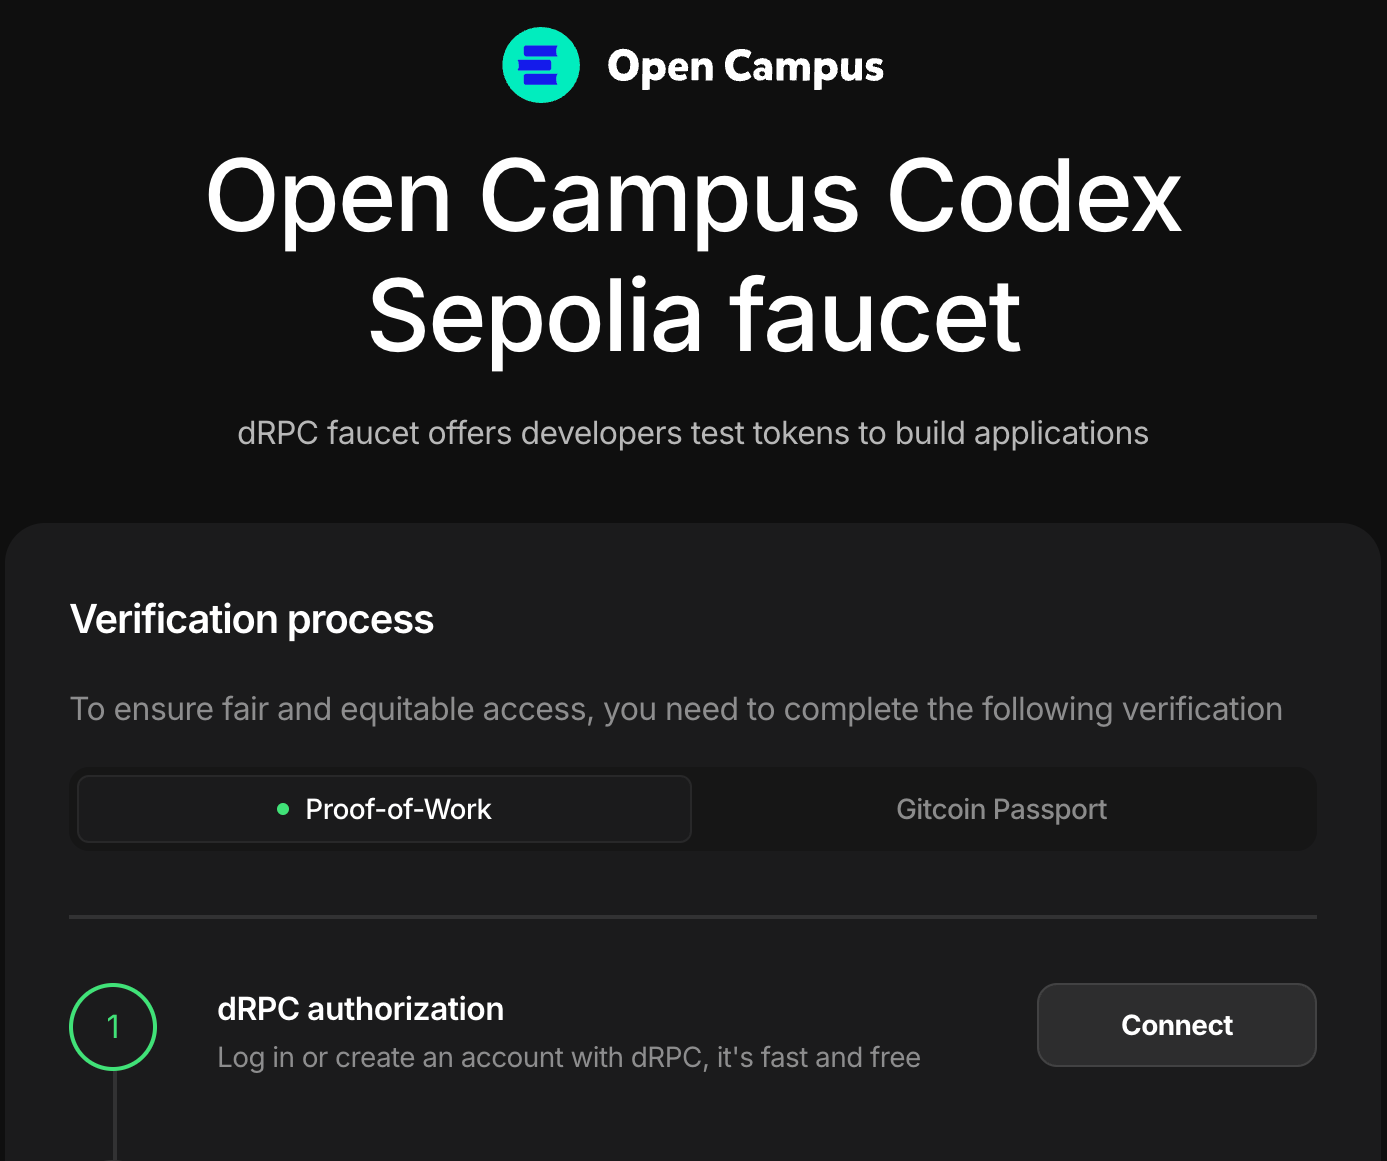 Open Campus
Open Campus Codex
Sepolia faucet
dRPC faucet offers developers test tokens to build applications
Verification process
To ensure fair and equitable access, you need to complete the following verification
Proof-of-Work
Gitcoin Passport
1
dRPC authorization
Connect
Log in or create an account with dRPC, it's fast and free